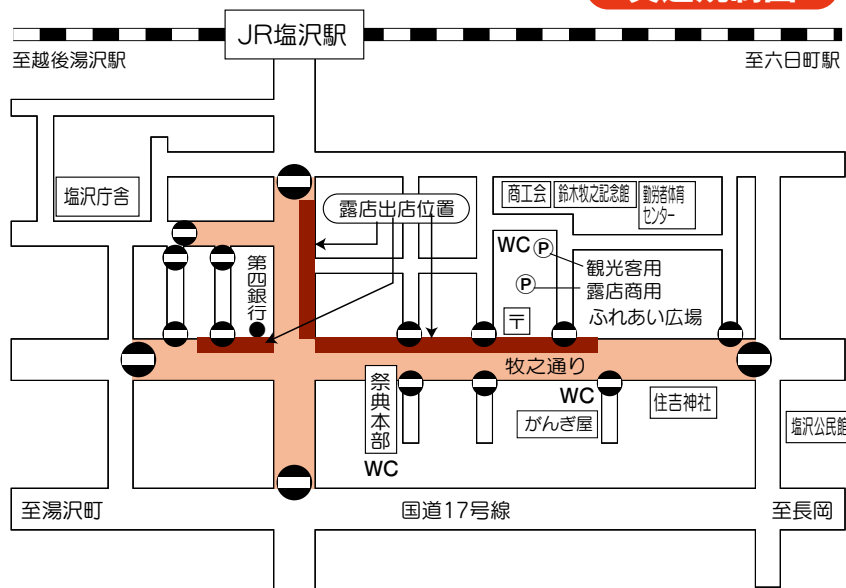 JR塩沢駅
至越後湯沢駅
至六日町駅
塩沢庁舎
露店出店位置
商工会
鈴木牧之記念館
勤労者体育
センター
WC
P
観光客用
P
露店商用
ふれあい広場
第四銀行
〒
牧之通り
祭典本部
WC
WC
がんぎ屋
住吉神社
塩沢公民館
至湯沢町
国道17号線
至長岡